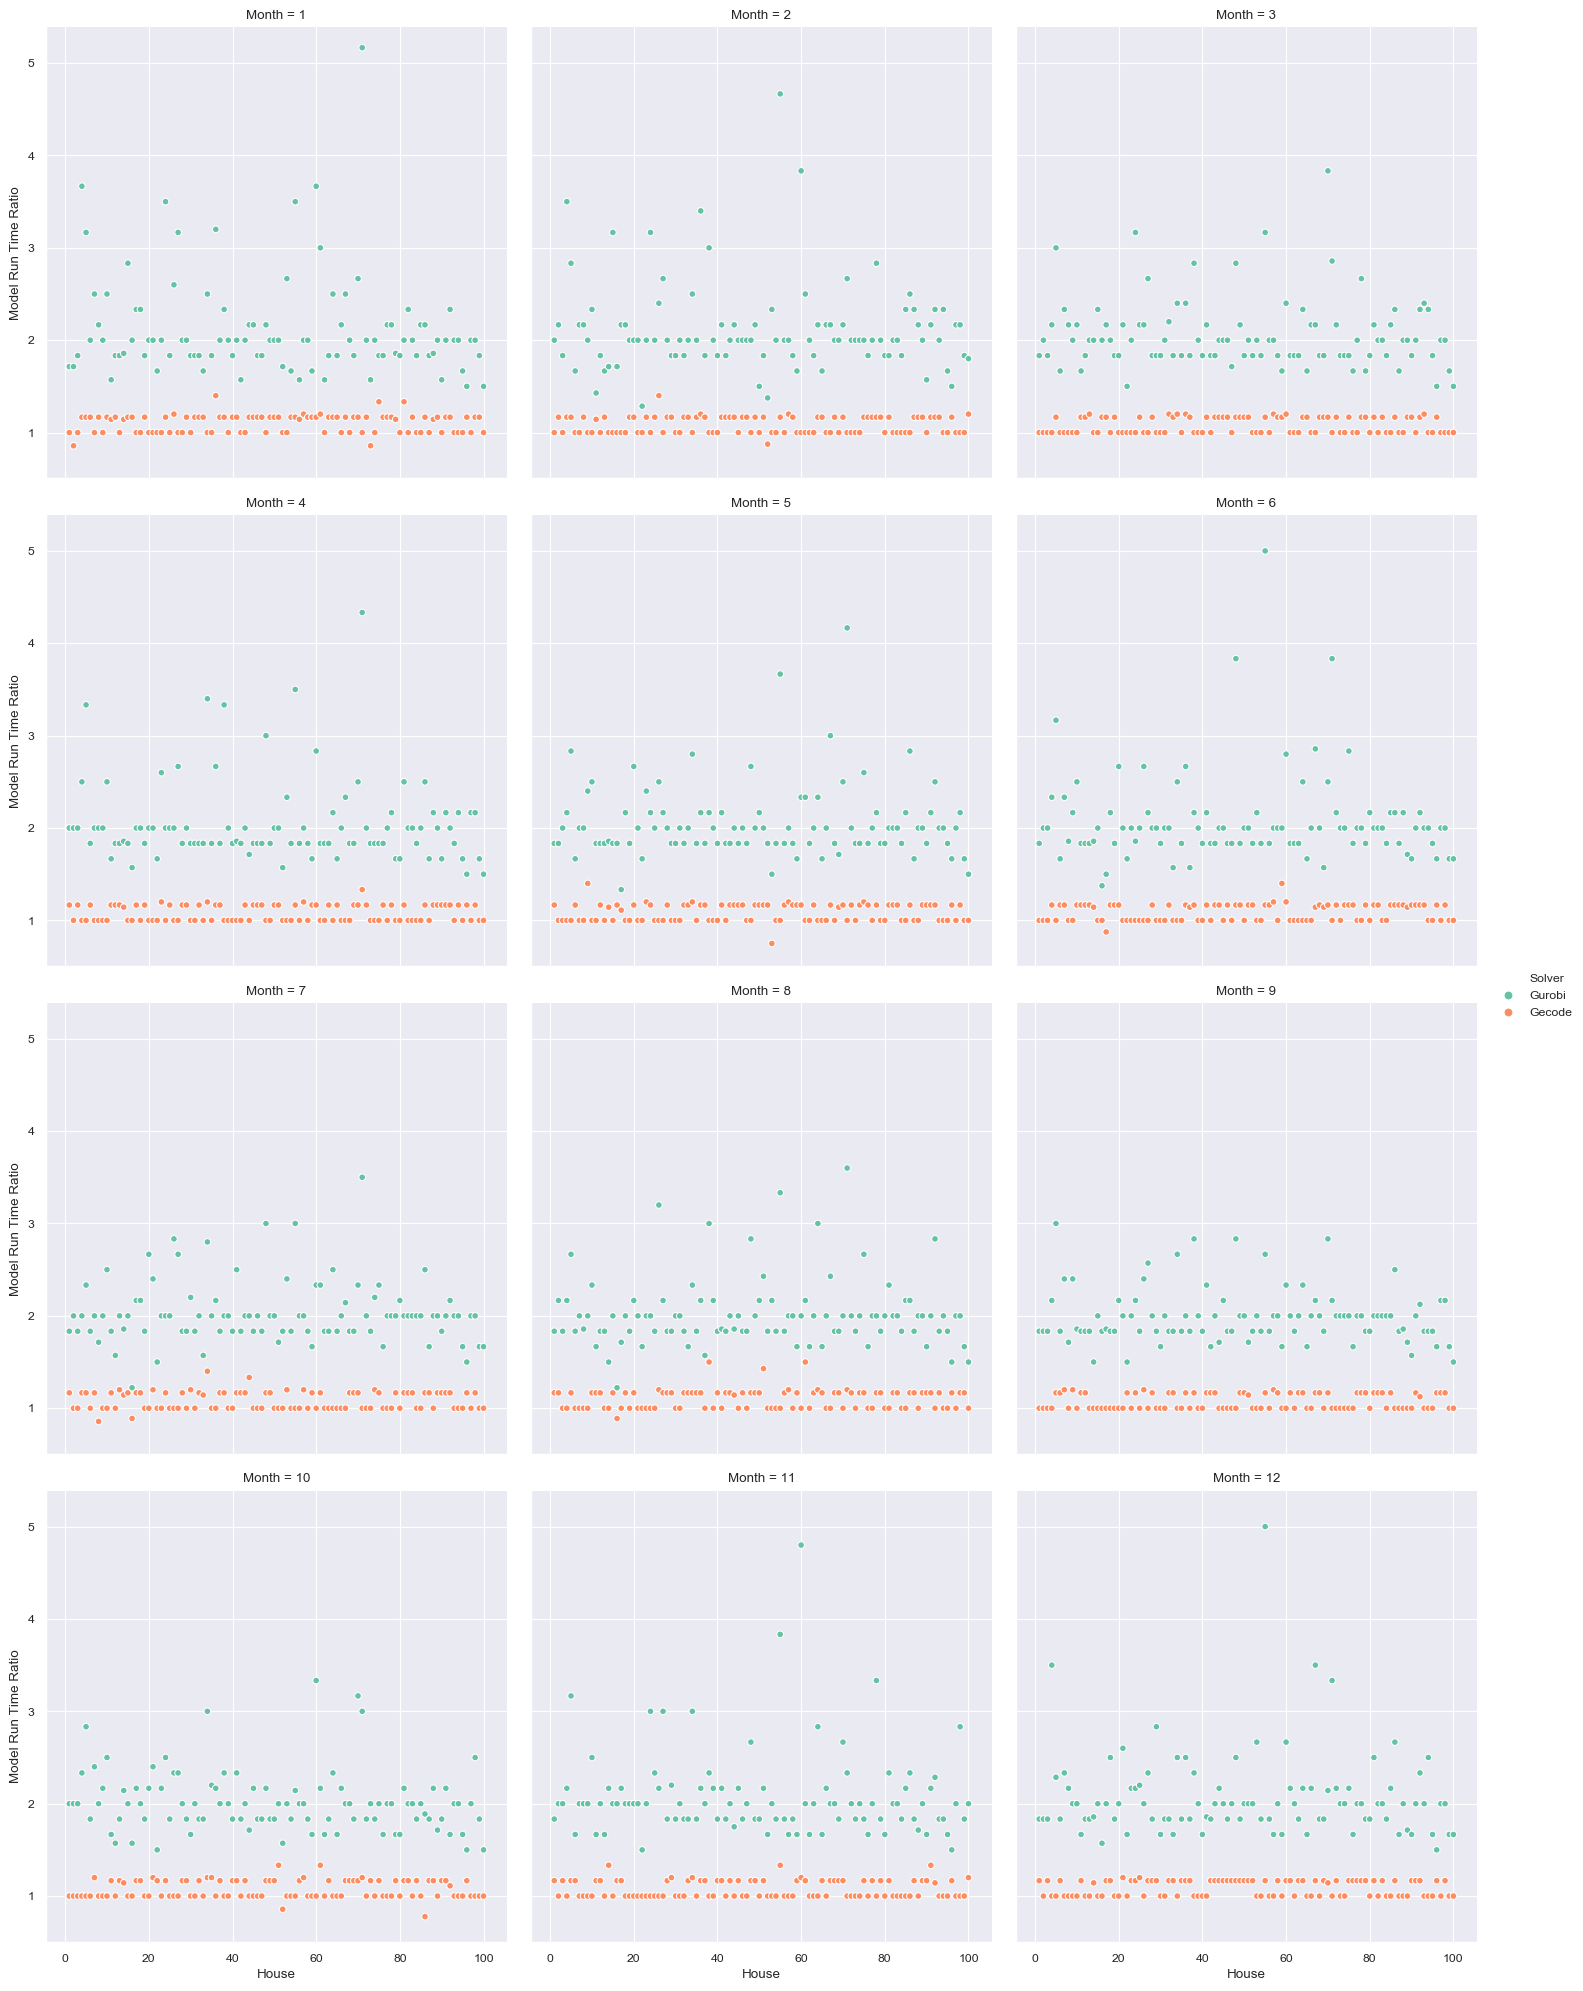 Month = 1
Month = 2
Month = 3
5
4
3
2
1
Model Run Time Ratio
Month = 4
Month = 5
Month = 6
5
4
3
2
1
Model Run Time Ratio
Solver
Gurobi
Gecode
Month = 7
Month = 8
Month = 9
5
4
3
2
1
Model Run Time Ratio
Month = 10
Month = 11
Month = 12
5
4
3
2
1
Model Run Time Ratio
0 20 40 60 80 100
0 20 40 60 80 100
0 20 40 60 80 100
House
House
House